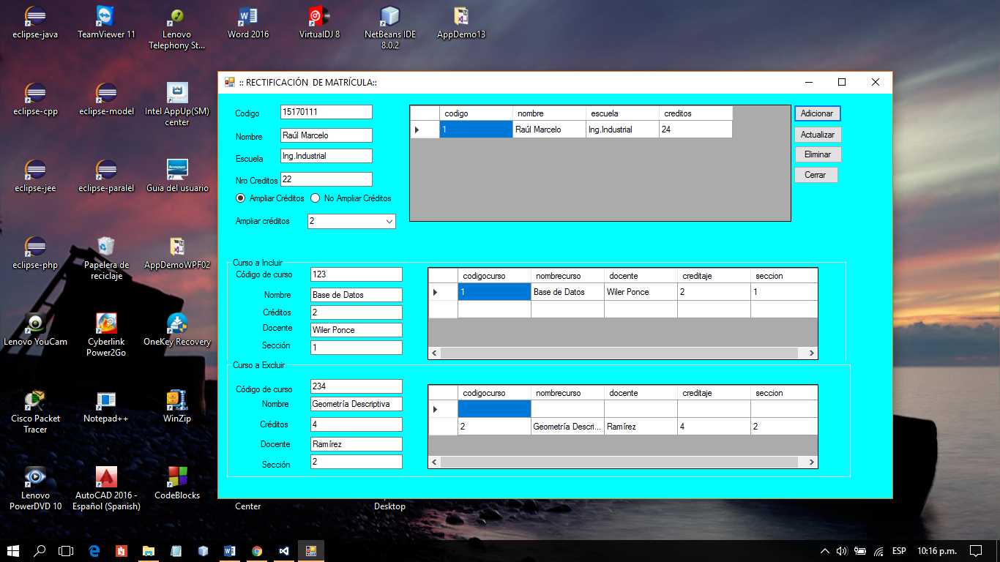 eclipse-java
TeamViewer 11
Lenovo
Telephony St...
Word 2016
VirtualDJ 8
NetBeans IDE
8.0.2
AppDemo13
eclipse-cpp
eclipse-model
Intel AppUp(SM)
center
eclipse-jee
eclipse-paralel
Guia del usuario
eclipse-php
Papelera de
reciclaje
AppDemoWPF02
Lenovo YouCam
Cyberlink
Power2Go
OneKey Recovery
Cisco Packet
Tracer
Notepad++
WinZip
Lenovo
PowerDVD 10
AutoCAD 2016 -
Español (Spanish)
CodeBlocks
Center
Desktop
:: RECTIFICACIÓN DE MATRÍCULA::
Codigo 15170111
Nombre Raúl Marcelo
Escuela Ing.Industrial
Nro Creditos 22
Ampliar Créditos No Ampliar Créditos
Ampliar créditos 2
codigo nombre escuela creditos
1 Raúl Marcelo Ing.Industrial 24
Adicionar
Actualizar
Eliminar
Cerrar
Curso a Incluir
Código de curso 123
Nombre Base de Datos
Créditos 2
Docente Wiler Ponce
Sección 1
codigocurso nombrecurso docente creditaje seccion
1 Base de Datos Wiler Ponce 2 1
Curso a Excluir
Código de curso 234
Nombre Geometría Descriptiva
Créditos 4
Docente Ramírez
Sección 2
codigocurso nombrecurso docente creditaje seccion
2 Geometría Descri... Ramírez 4 2
ESP 10:16 p.m.